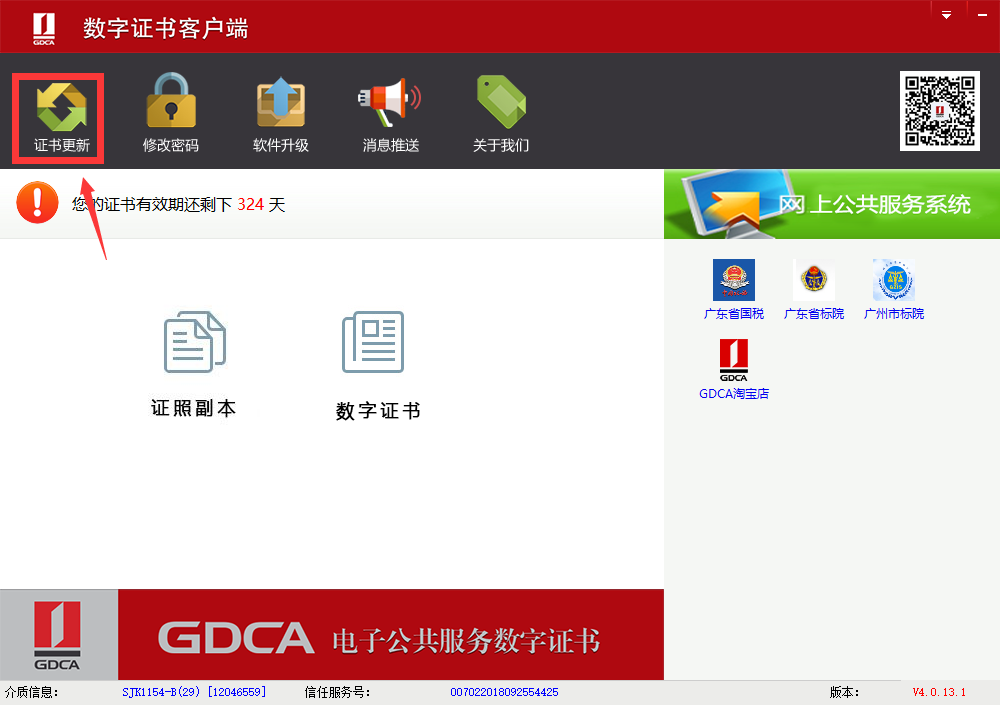 GDCA
数字证书客户端
证书更新
修改密码
软件升级
消息推送
关于我们
您的证书有效期还剩下 324 天
网上公共服务系统
广东省国税
广东省标院
广州市标院
GDCA
GDCA淘宝店
证照副本
数字证书
GDCA
GDCA 电子公共服务数字证书
介质信息: SJK1154-B(29) [12046559] 信任服务号: 007022018092554425 版本: V4.0.13.1